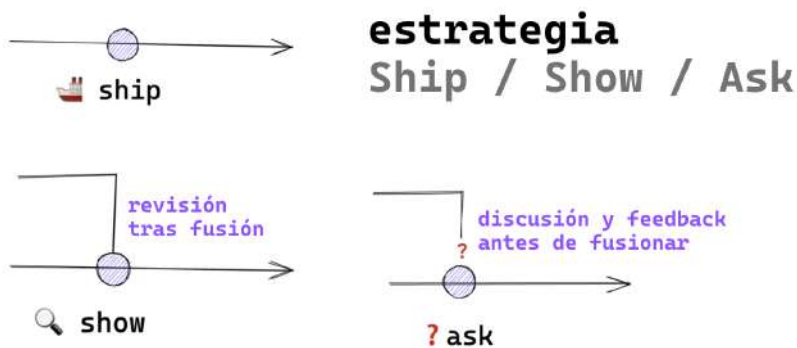 estrategia
Ship / Show / Ask
ship
revisión
tras fusión
show
discusión y feedback
? antes de fusionar
? ask